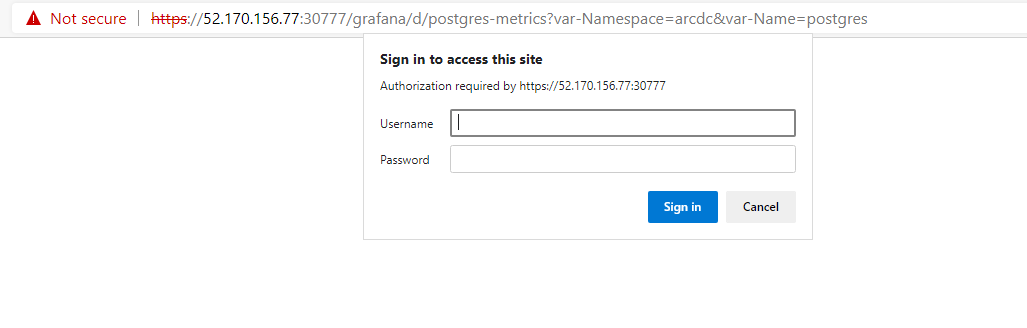 Not secure https://52.170.156.77:30777/grafana/d/postgres-metrics?var-Namespace=arcdc&var-Name=postgres
Sign in to access this site
Authorization required by https://52.170.156.77:30777
Username
Password
Sign in Cancel